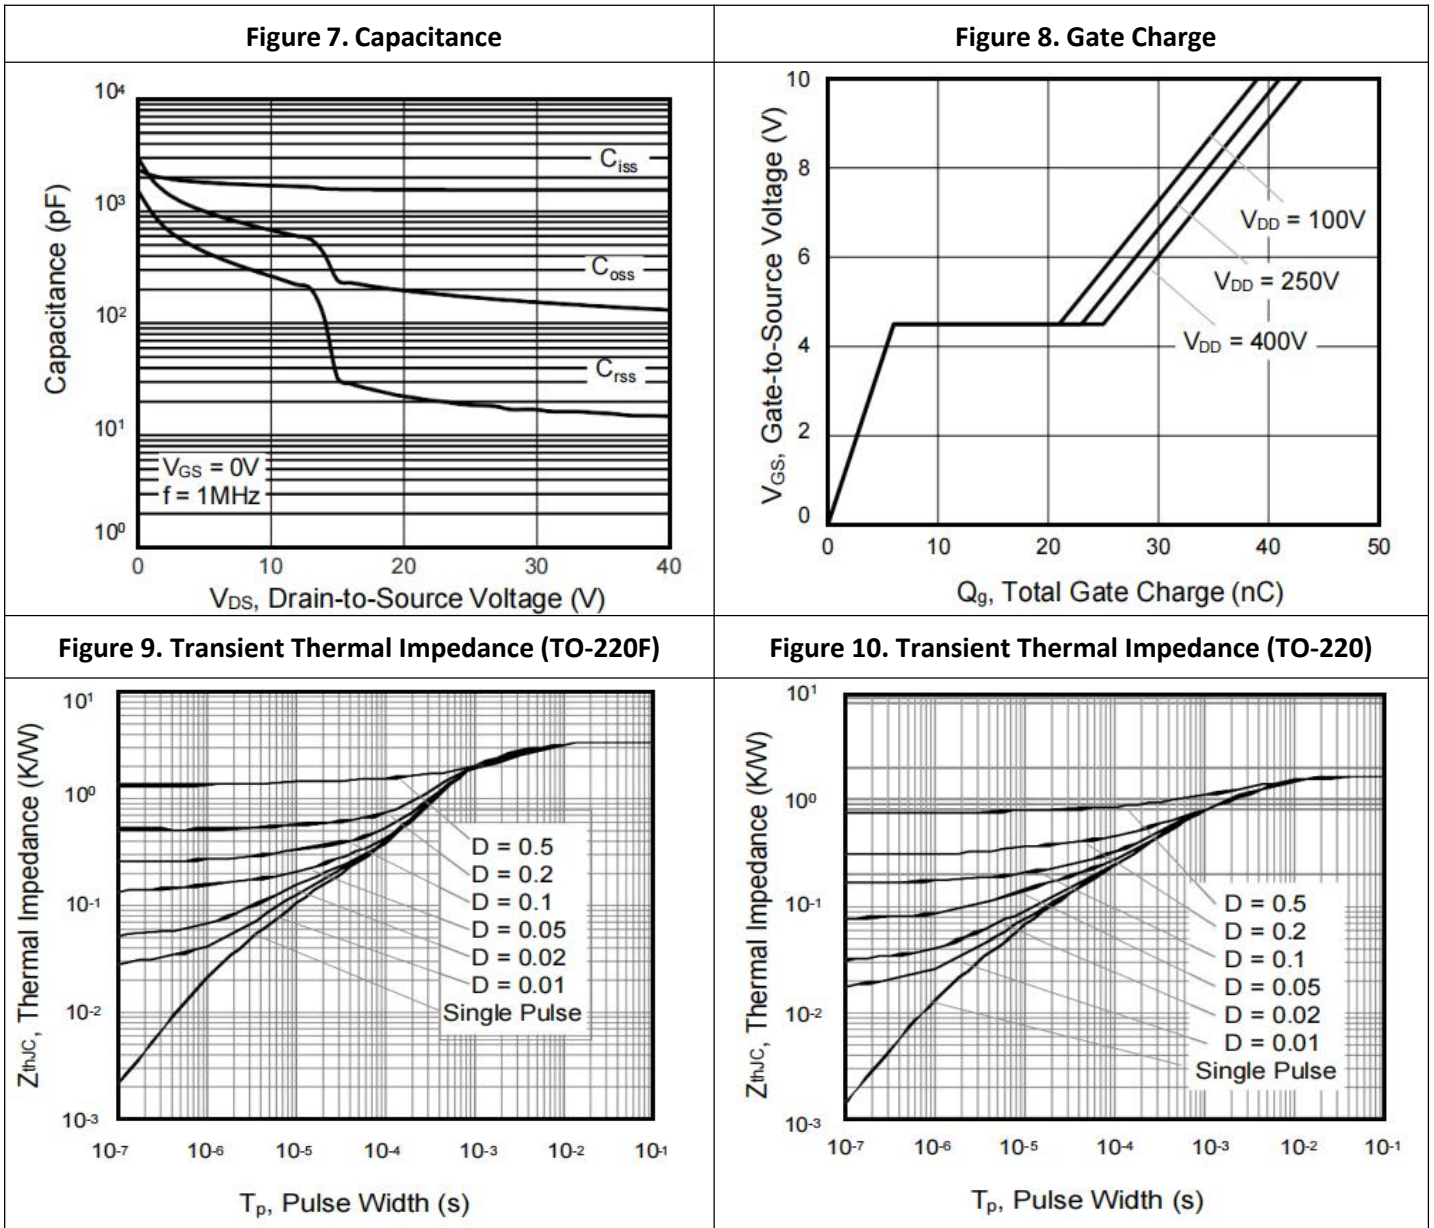 Figure 7. Capacitance
10⁴
10³
10²
10¹
10⁰
Capacitance (pF)
Ciss
Coss
Crss
VGS = 0V
f = 1MHz
0 10 20 30 40
VDS, Drain-to-Source Voltage (V)
Figure 8. Gate Charge
10
8
6
4
2
0
VGS, Gate-to-Source Voltage (V)
VDD = 100V
VDD = 250V
VDD = 400V
0 10 20 30 40 50
Qg, Total Gate Charge (nC)
Figure 9. Transient Thermal Impedance (TO-220F)
10¹
10⁰
10⁻¹
10⁻²
10⁻³
ZthJC, Thermal Impedance (K/W)
D = 0.5
D = 0.2
D = 0.1
D = 0.05
D = 0.02
D = 0.01
Single Pulse
10⁻⁷ 10⁻⁶ 10⁻⁵ 10⁻⁴ 10⁻³ 10⁻² 10⁻¹
Tp, Pulse Width (s)
Figure 10. Transient Thermal Impedance (TO-220)
10¹
10⁰
10⁻¹
10⁻²
10⁻³
ZthJC, Thermal Impedance (K/W)
D = 0.5
D = 0.2
D = 0.1
D = 0.05
D = 0.02
D = 0.01
Single Pulse
10⁻⁷ 10⁻⁶ 10⁻⁵ 10⁻⁴ 10⁻³ 10⁻² 10⁻¹
Tp, Pulse Width (s)